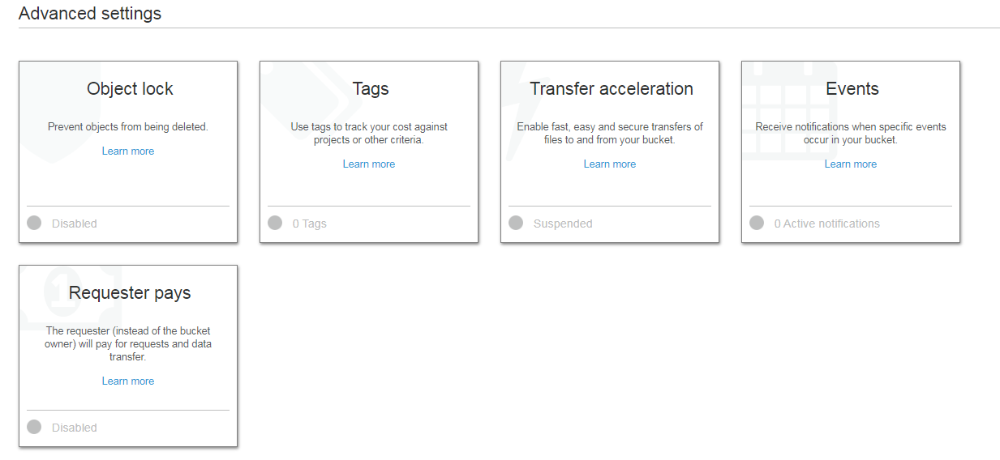 Advanced settings
Object lock
Prevent objects from being deleted.
Learn more
Disabled
Tags
Use tags to track your cost against
projects or other criteria.
Learn more
0 Tags
Transfer acceleration
Enable fast, easy and secure transfers of
files to and from your bucket.
Learn more
Suspended
Events
Receive notifications when specific events
occur in your bucket.
Learn more
0 Active notifications
1
Requester pays
The requester (instead of the bucket
owner) will pay for requests and data
transfer.
Learn more
Disabled